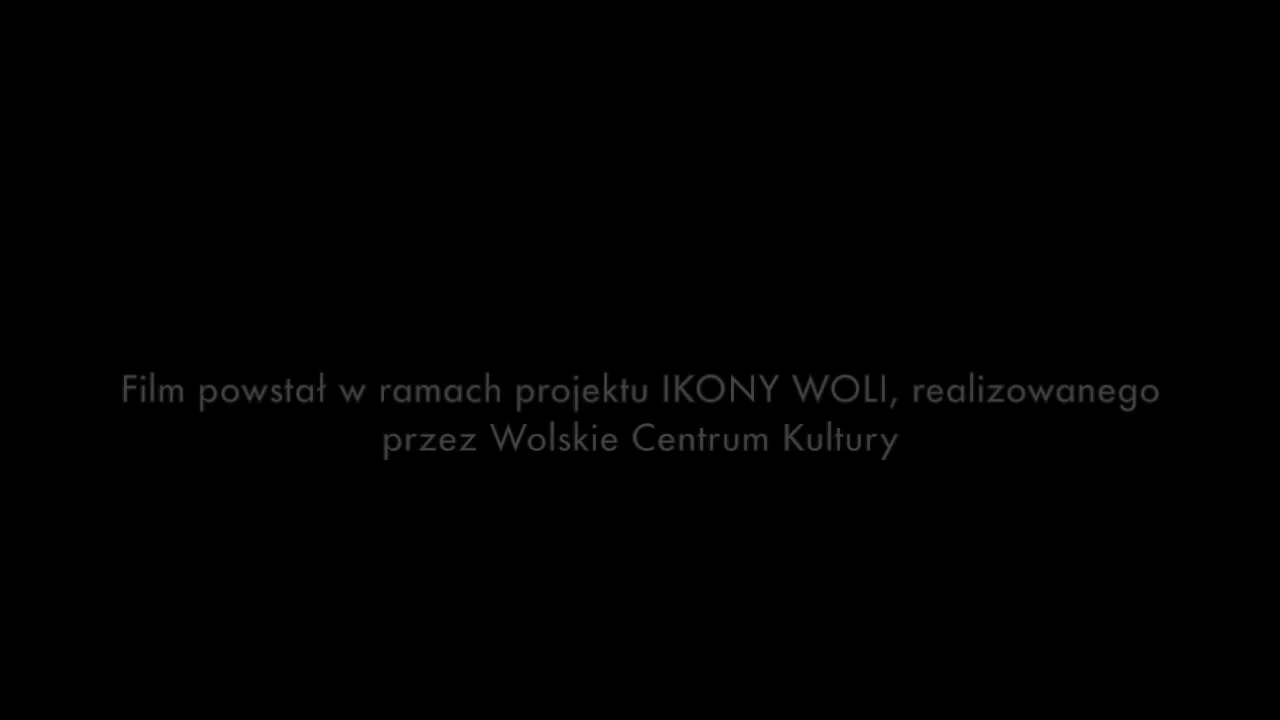 Film powstał w ramach projektu IKONY WOLI, realizowanego
przez Wolskie Centrum Kultury